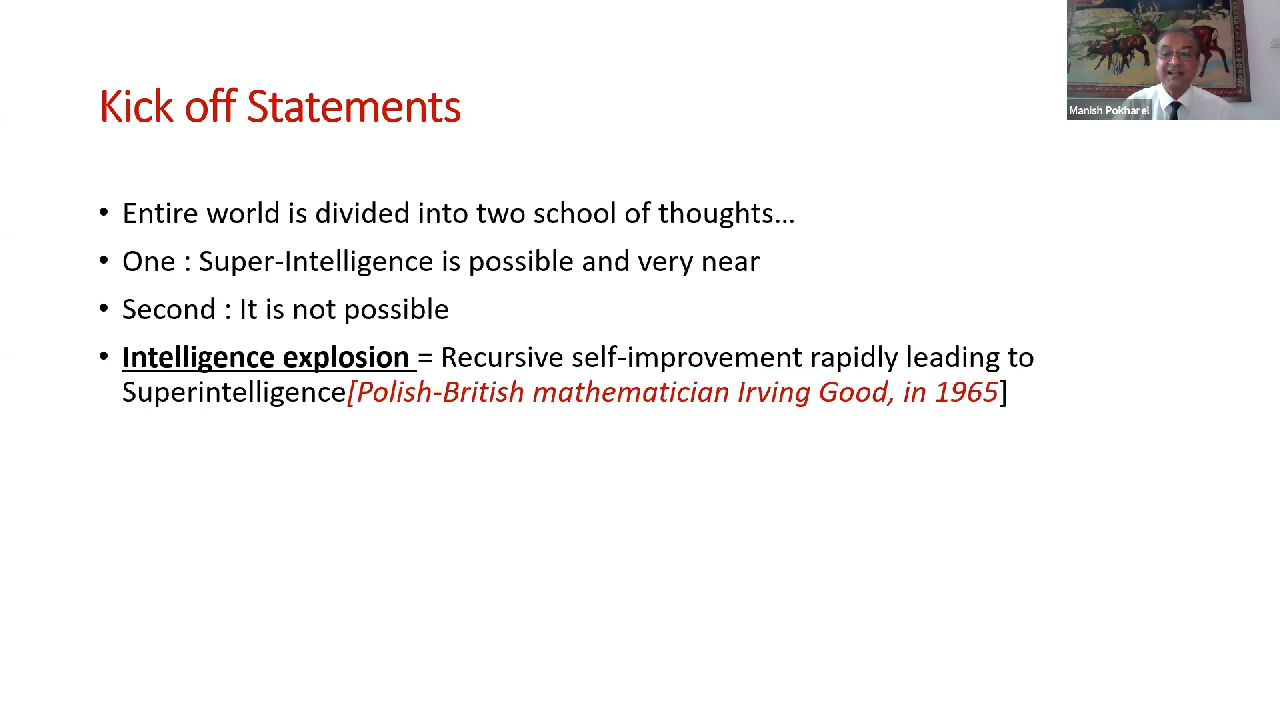 Kick off Statements
Manish Pokharel
• Entire world is divided into two school of thoughts...
• One : Super-Intelligence is possible and very near
• Second : It is not possible
• Intelligence explosion = Recursive self-improvement rapidly leading to
Superintelligence[Polish-British mathematician Irving Good, in 1965]